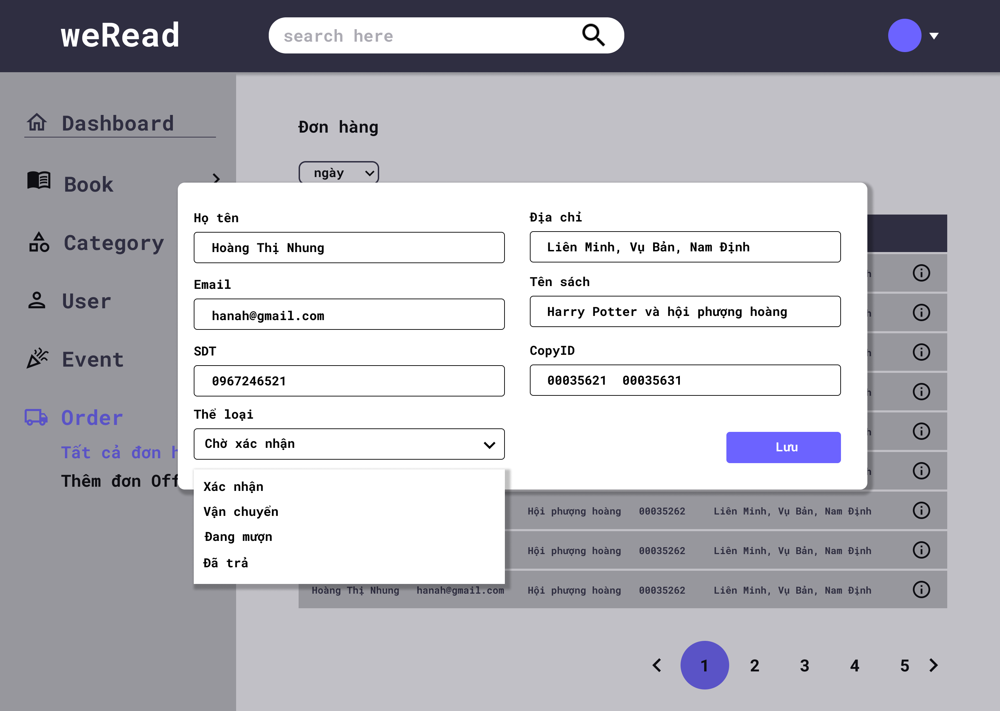 weRead
search here
Dashboard
Book
Category
User
Event
Order
Tất cả đơn h
Thêm đơn Off
Đơn hàng
ngày
Họ tên
Hoàng Thị Nhung
Email
hanah@gmail.com
SDT
0967246521
Thể loại
Chờ xác nhận
Xác nhận
Vận chuyển
Đang mượn
Đã trả
Địa chỉ
Liên Minh, Vụ Bản, Nam Định
Tên sách
Harry Potter và hội phượng hoàng
CopyID
00035621 00035631
Lưu
Hội phượng hoàng 00035262 Liên Minh, Vụ Bản, Nam Định
Hội phượng hoàng 00035262 Liên Minh, Vụ Bản, Nam Định
Hoàng Thị Nhung hanah@gmail.com Hội phượng hoàng 00035262 Liên Minh, Vụ Bản, Nam Định
1 2 3 4 5